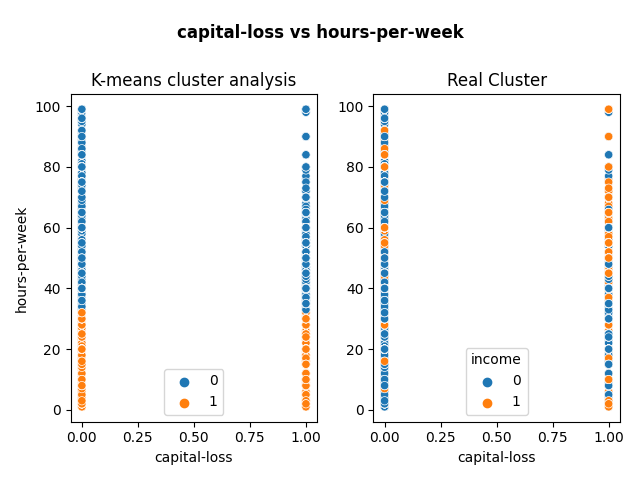 capital-loss vs hours-per-week
K-means cluster analysis
hours-per-week
100
80
60
40
20
0
0
1
0.00 0.25 0.50 0.75 1.00
capital-loss
Real Cluster
100
80
60
40
20
0
income
0
1
0.00 0.25 0.50 0.75 1.00
capital-loss